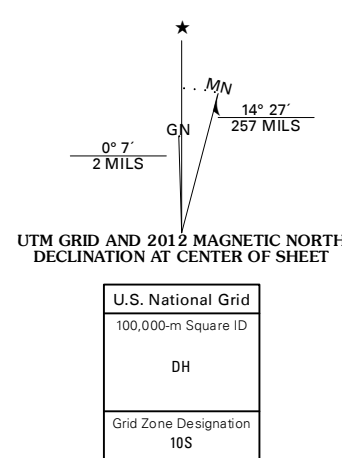 ★
MN
14° 27´
257 MILS
GN
0° 7´
2 MILS
UTM GRID AND 2012 MAGNETIC NORTH
DECLINATION AT CENTER OF SHEET
U.S. National Grid
100,000-m Square ID
DH
Grid Zone Designation
10S